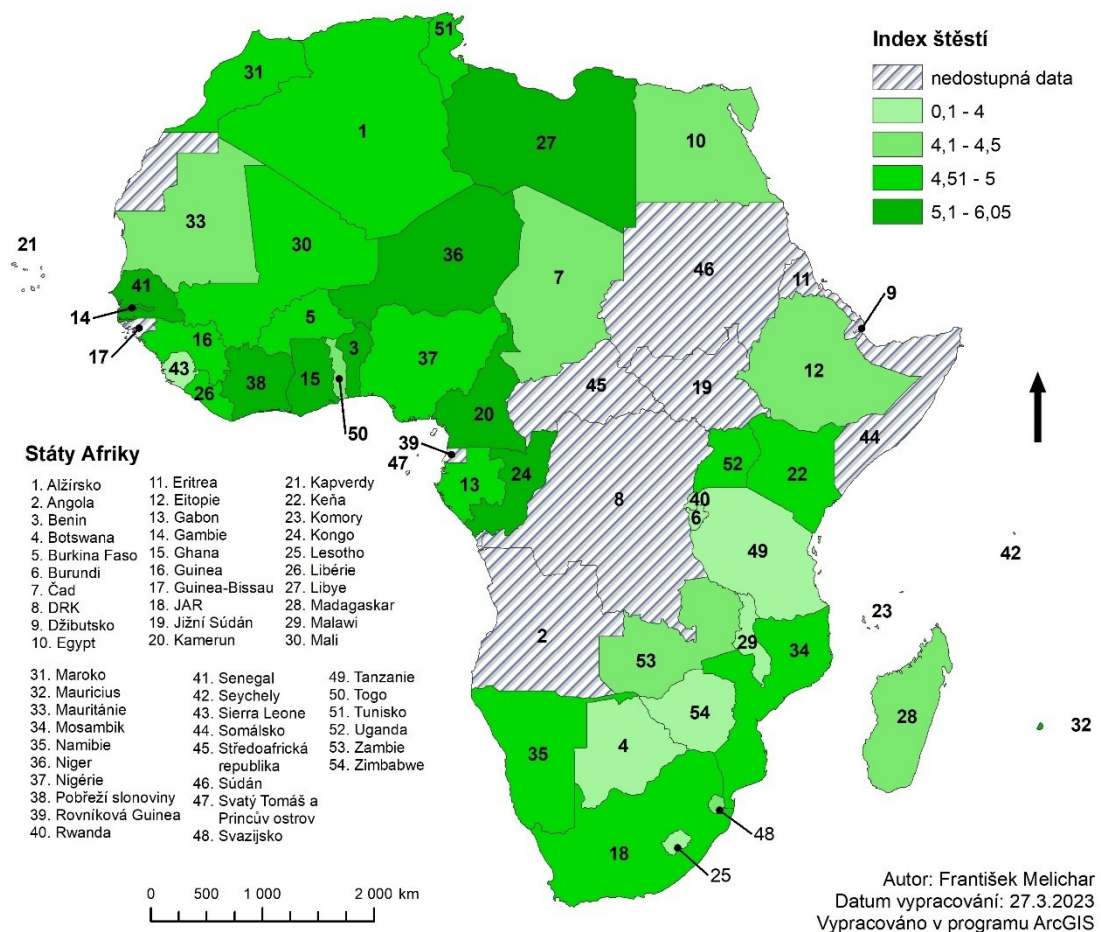 Index štěstí
nedostupná data
0,1 - 4
4,1 - 4,5
4,51 - 5
5,1 - 6,05
51
31
1
27
10
33
30
36
7
46
11
9
21
41
14
17
16
5
3
37
43
26
38
15
50
20
45
19
12
44
39
47
13
24
8
52
22
40
6
49
42
23
2
53
29
34
54
28
32
35
4
48
18
25
Státy Afriky
1. Alžírsko
2. Angola
3. Benin
4. Botswana
5. Burkina Faso
6. Burundi
7. Čad
8. DRK
9. Džibutsko
10. Egypt
11. Eritrea
12. Eitopie
13. Gabon
14. Gambie
15. Ghana
16. Guinea
17. Guinea-Bissau
18. JAR
19. Jižní Súdán
20. Kamerun
21. Kapverdy
22. Keňa
23. Komory
24. Kongo
25. Lesotho
26. Libérie
27. Libye
28. Madagaskar
29. Malawi
30. Mali
31. Maroko
32. Mauricius
33. Mauritánie
34. Mosambik
35. Namibie
36. Niger
37. Nigérie
38. Pobřeží slonoviny
39. Rovníková Guinea
40. Rwanda
41. Senegal
42. Seychely
43. Sierra Leone
44. Somálsko
45. Středoafrická
republika
46. Súdán
47. Svatý Tomáš a
Princův ostrov
48. Svazijsko
49. Tanzanie
50. Togo
51. Tunisko
52. Uganda
53. Zambie
54. Zimbabwe
0 500 1 000 2 000 km
Autor: František Melichar
Datum vypracování: 27.3.2023
Vypracováno v programu ArcGIS